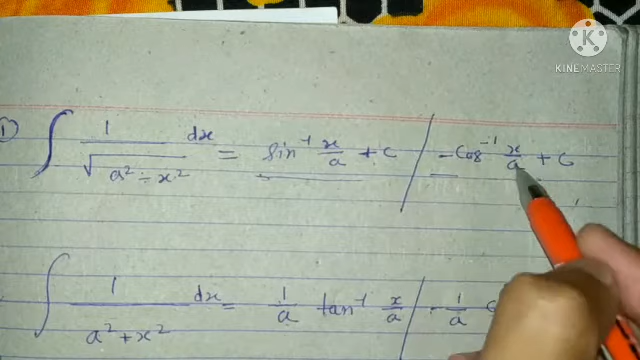 K
KINEMASTER
1 ∫ 1/√(a² - x²) dx = sin⁻¹ x/a + c / - cos⁻¹ x/a + c
∫ 1/(a² + x²) dx = 1/a tan⁻¹ x/a / - 1/a